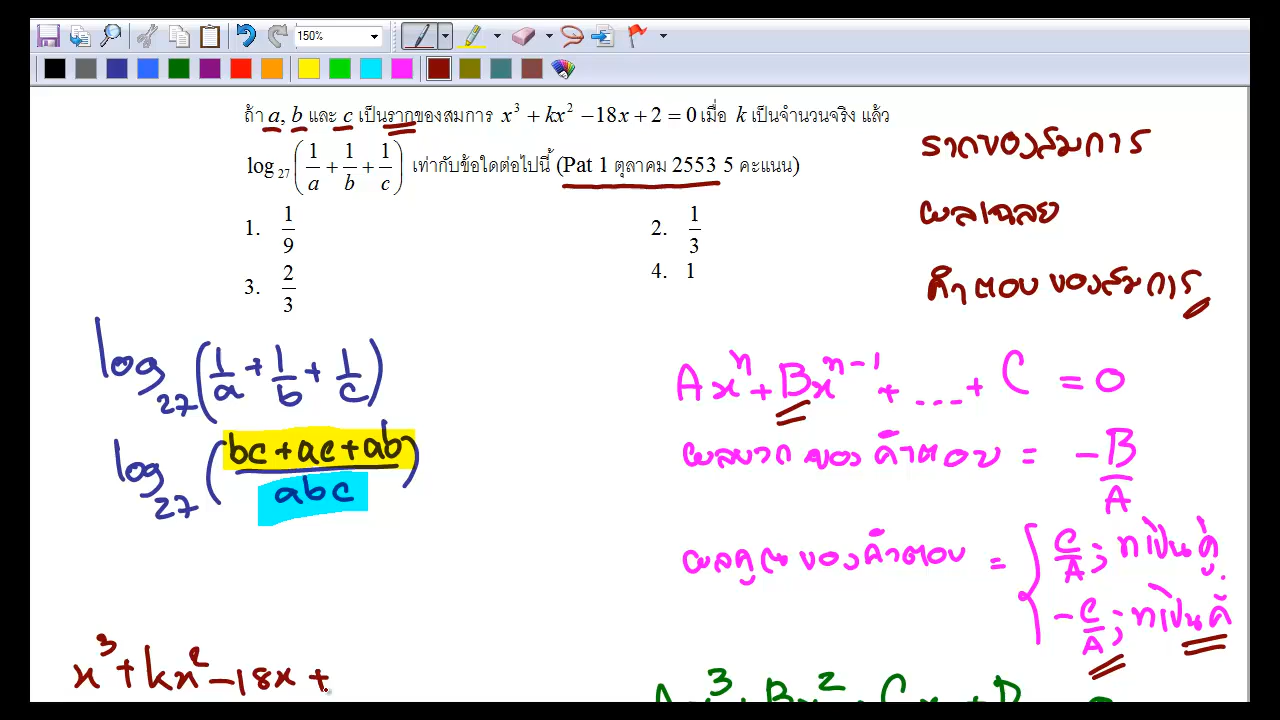 150%
ถ้า a, b และ c เป็นรากของสมการ x³ + kx² −18x + 2 = 0 เมื่อ k เป็นจำนวนจริง แล้ว
log₂₇(1/a + 1/b + 1/c) เท่ากับข้อใดต่อไปนี้ (Pat 1 ตุลาคม 2553 5 คะแนน)
1. 1/9
2. 1/3
3. 2/3
4. 1
รากของสมการ
ผลเฉลย
คำตอบของสมการ
log₂₇(1/a + 1/b + 1/c)
log₂₇((bc+ac+ab)/abc)
x³ + kx² − 18x +
Axⁿ + Bxⁿ⁻¹ + ... + C = 0
ผลบวกของคำตอบ = −B/A
ผลคูณของคำตอบ = { C/A ; n เป็นคู่
−C/A ; n เป็นคี่